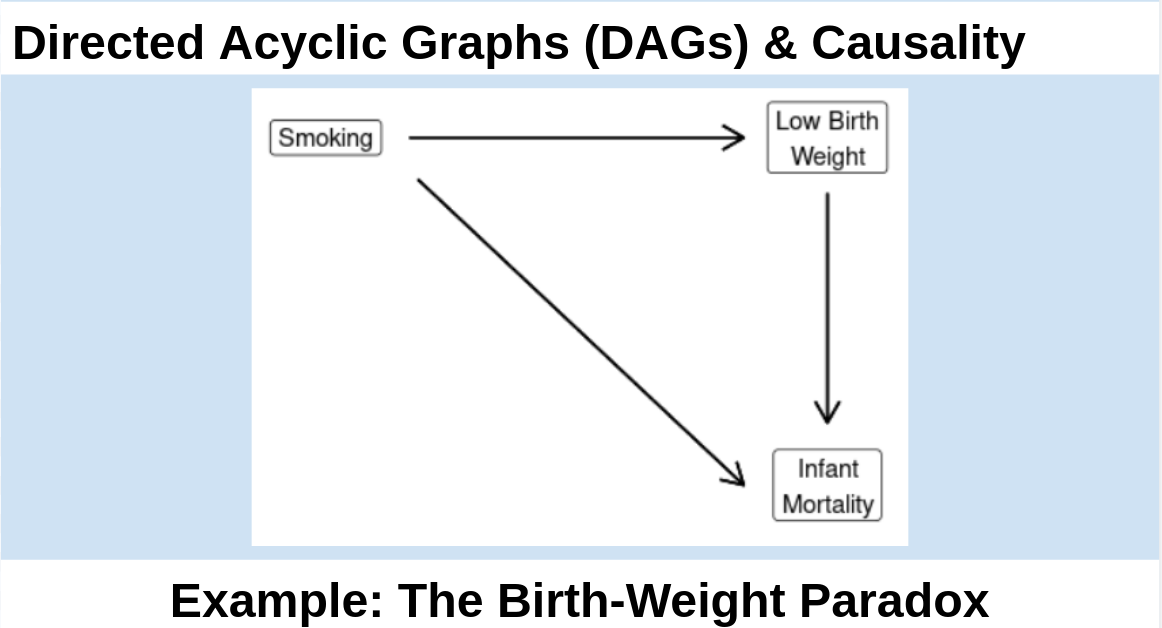 Directed Acyclic Graphs (DAGs) & Causality
Smoking
Low Birth
Weight
Infant
Mortality
Example: The Birth-Weight Paradox